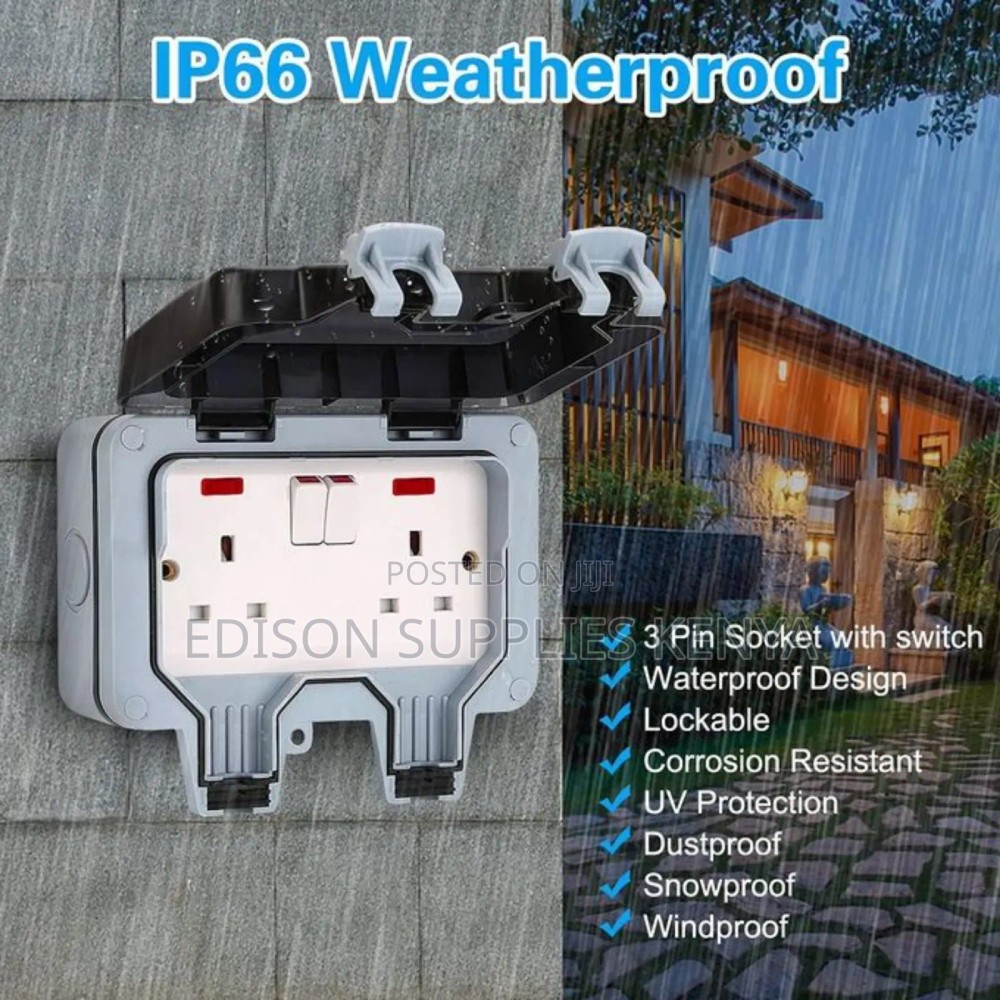 IP66 Weatherproof
POSTED ON JIJI
EDISON SUPPLIES KENYA
3 Pin Socket with switch
Waterproof Design
Lockable
Corrosion Resistant
UV Protection
Dustproof
Snowproof
Windproof